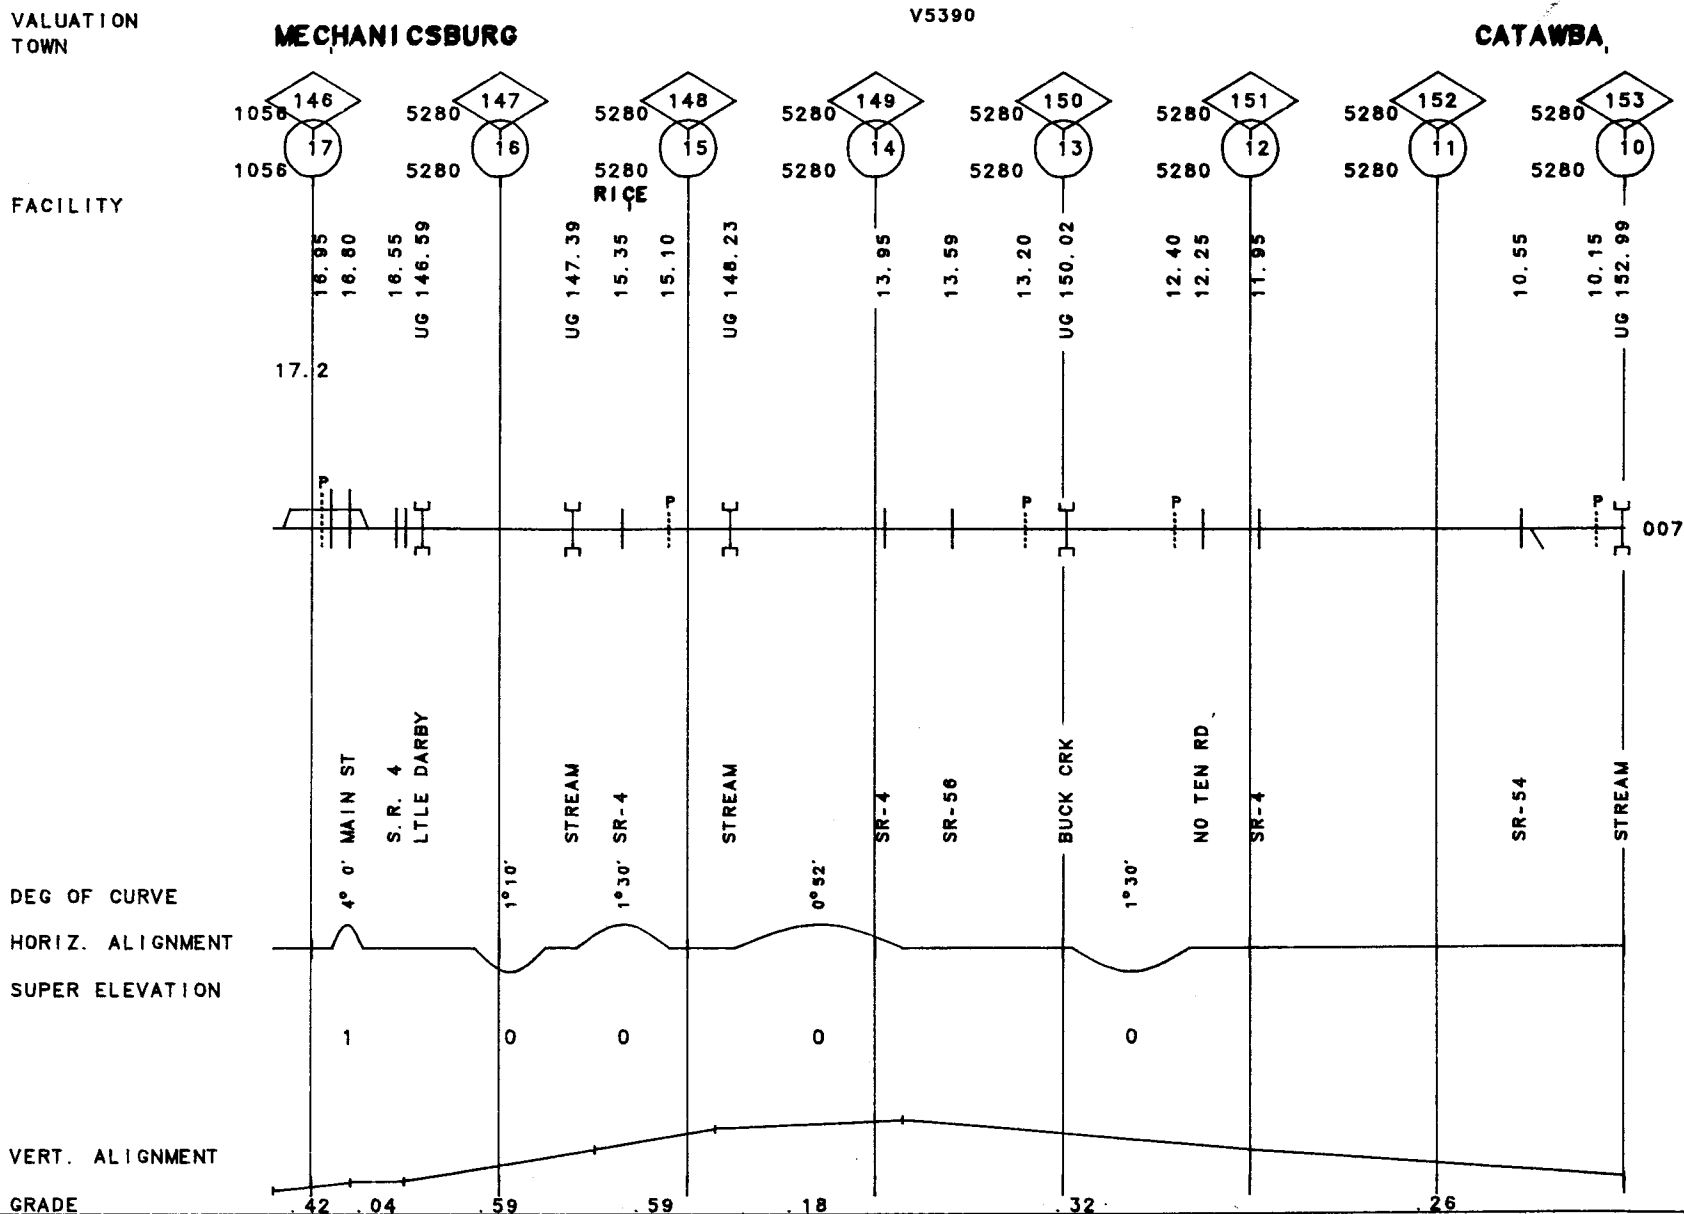 VALUATION V5390
TOWN MECHANICSBURG CATAWBA
146 147 148 149 150 151 152 153
1056 5280 5280 5280 5280 5280 5280 5280
17 16 15 14 13 12 11 10
1056 5280 5280 5280 5280 5280 5280 5280
RICE
FACILITY
16.95 16.80 16.55 UG 146.59 UG 147.39 15.35 15.10 UG 148.23 13.95 13.59 13.20 UG 150.02 12.40 12.25 11.95 10.55 10.15 UG 152.99
17.2
P P P P P
007
MAIN ST S.R. 4 LTLE DARBY STREAM SR-4 STREAM SR-4 SR-56 BUCK CRK NO TEN RD SR-4 SR-54 STREAM
DEG OF CURVE 4° 0' 1°10' 1°30' 0°52' 1°30'
HORIZ. ALIGNMENT
SUPER ELEVATION
1 0 0 0 0
VERT. ALIGNMENT
GRADE .42 .04 .59 .59 .18 .32 .26